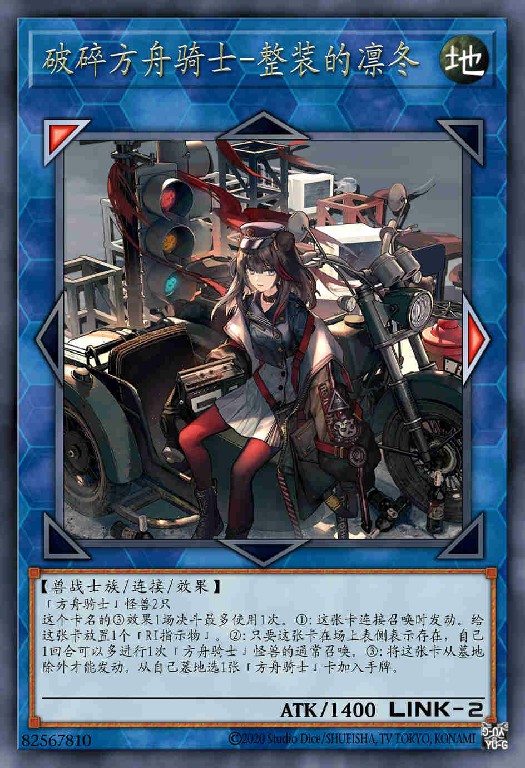 破碎方舟骑士-整装的凛冬
地
【兽战士族/连接/效果】
「方舟骑士」怪兽2只
这个卡名的③效果1场决斗最多使用1次。①：这张卡连接召唤时发动。给
这张卡放置1个「RI指示物」。②：只要这张卡在场上表侧表示存在，自己
1回合可以多进行1次「方舟骑士」怪兽的通常召唤。③：将这张卡从墓地
除外才能发动。从自己墓地选1张「方舟骑士」卡加入手牌。
ATK/1400 LINK-2
82567810
©2020 Studio-Dice/SHUEISHA, TV TOKYO, KONAMI